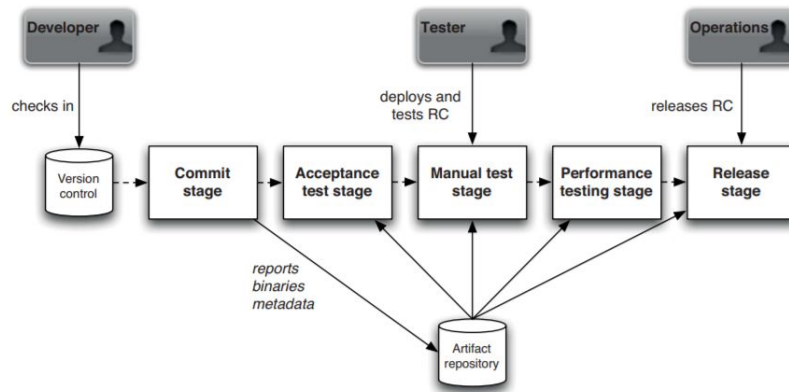 Developer
Tester
Operations
checks in
deploys and
tests RC
releases RC
Version
control
Commit
stage
Acceptance
test stage
Manual test
stage
Performance
testing stage
Release
stage
reports
binaries
metadata
Artifact
repository